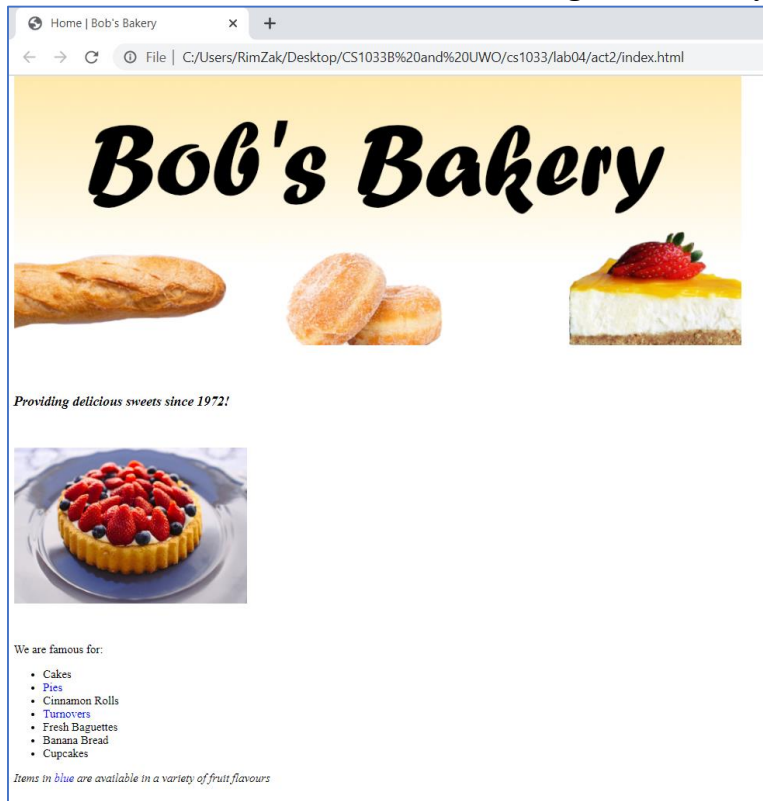 Home | Bob's Bakery
File | C:/Users/RimZak/Desktop/CS1033B%20and%20UWO/cs1033/lab04/act2/index.html
Bob's Bakery
Providing delicious sweets since 1972!
We are famous for:
• Cakes
• Pies
• Cinnamon Rolls
• Turnovers
• Fresh Baguettes
• Banana Bread
• Cupcakes
Items in blue are available in a variety of fruit flavours